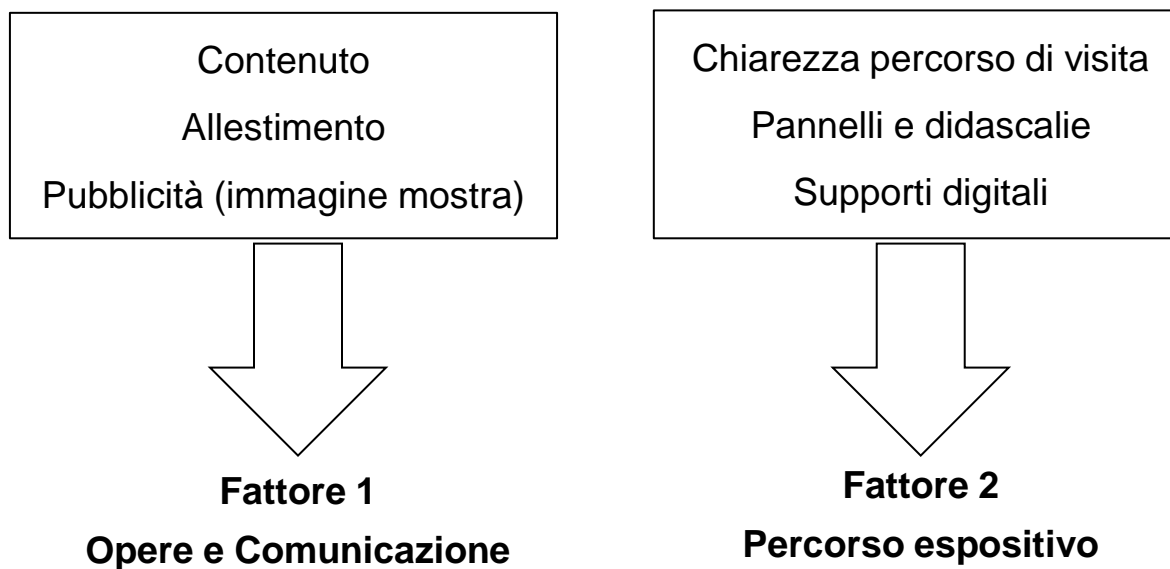 Contenuto
Allestimento
Pubblicità (immagine mostra)
Fattore 1
Opere e Comunicazione
Chiarezza percorso di visita
Pannelli e didascalie
Supporti digitali
Fattore 2
Percorso espositivo